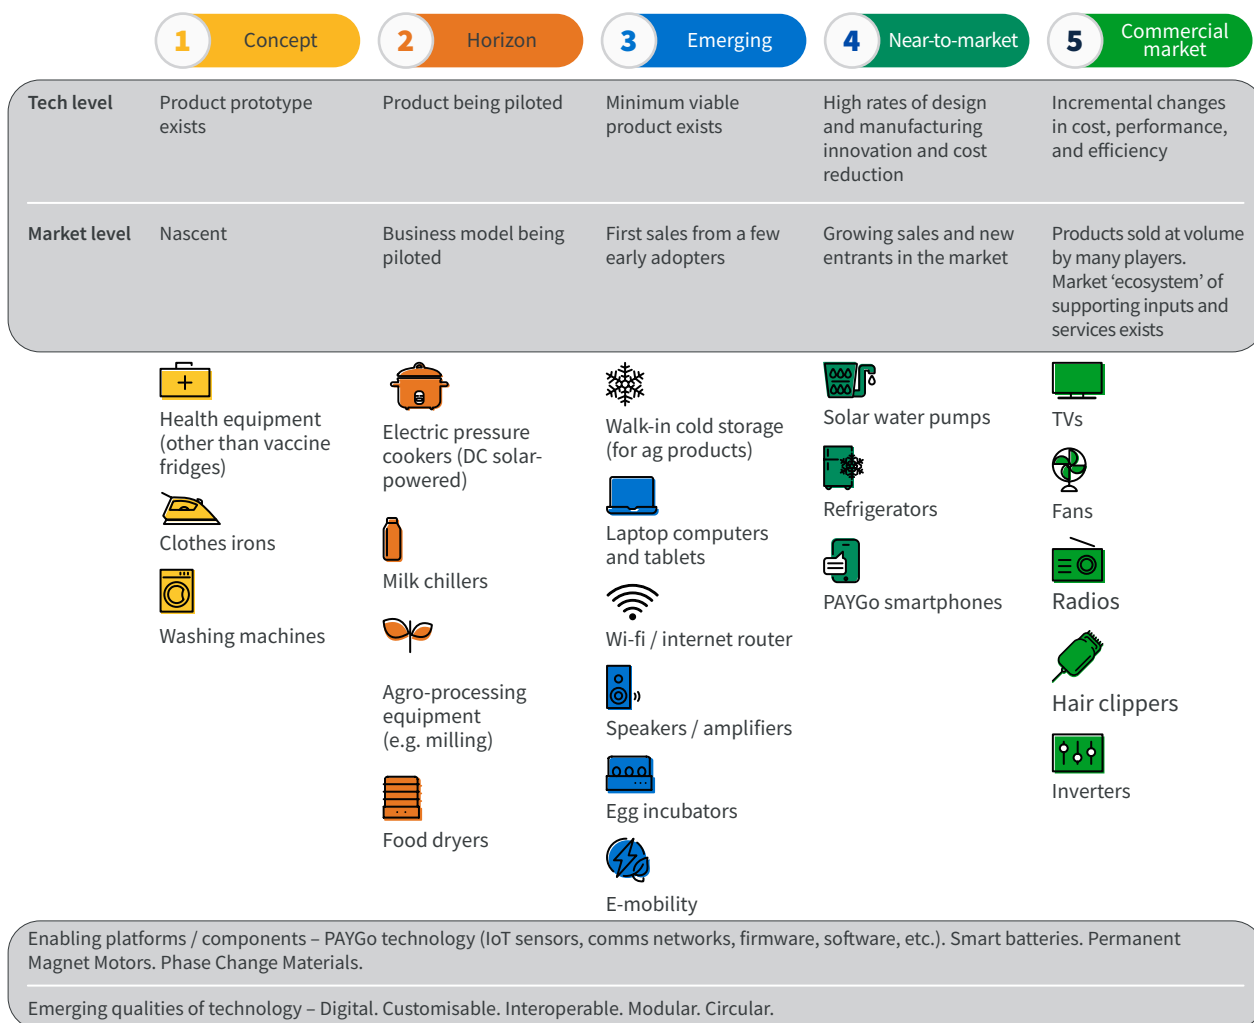 1 Concept
2 Horizon
3 Emerging
4 Near-to-market
5 Commercial
market
Tech level
Product prototype
exists
Product being piloted
Minimum viable
product exists
High rates of design
and manufacturing
innovation and cost
reduction
Incremental changes
in cost, performance,
and efficiency
Market level
Nascent
Business model being
piloted
First sales from a few
early adopters
Growing sales and new
entrants in the market
Products sold at volume
by many players.
Market ‘ecosystem’ of
supporting inputs and
services exists
Health equipment
(other than vaccine
fridges)
Clothes irons
Washing machines
Electric pressure
cookers (DC solar-
powered)
Milk chillers
Agro-processing
equipment
(e.g. milling)
Food dryers
Walk-in cold storage
(for ag products)
Laptop computers
and tablets
Wi-fi / internet router
Speakers / amplifiers
Egg incubators
E-mobility
Solar water pumps
Refrigerators
PAYGo smartphones
TVs
Fans
Radios
Hair clippers
Inverters
Enabling platforms / components – PAYGo technology (IoT sensors, comms networks, firmware, software, etc.). Smart batteries. Permanent
Magnet Motors. Phase Change Materials.
Emerging qualities of technology – Digital. Customisable. Interoperable. Modular. Circular.